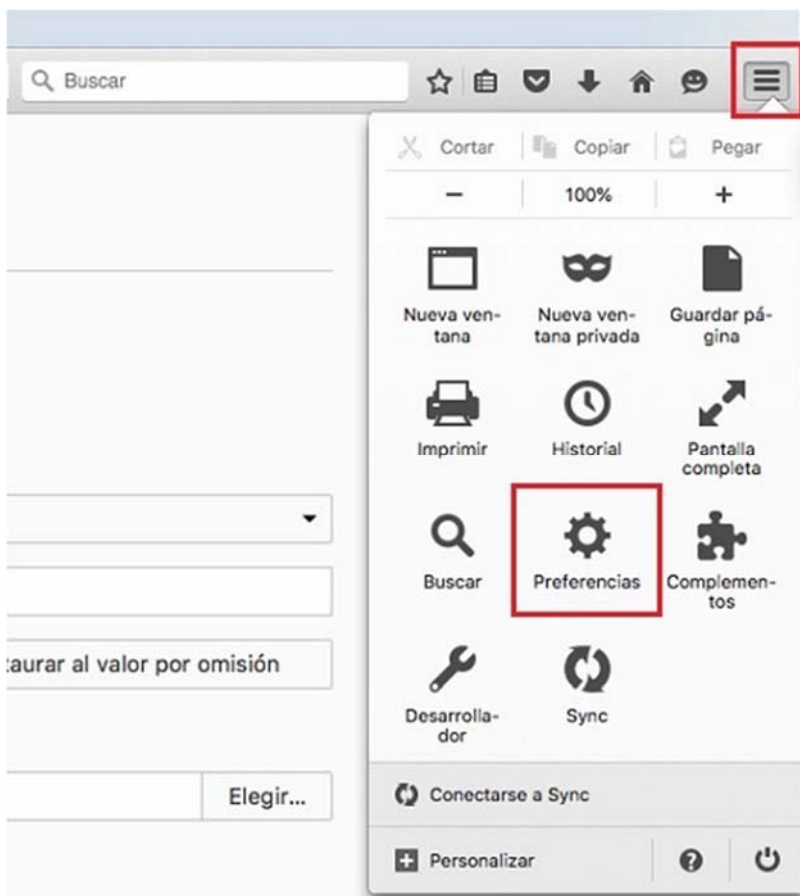 Buscar
Cortar
Copiar
Pegar
100%
Nueva ven-
tana
Nueva ven-
tana privada
Guardar pá-
gina
Imprimir
Historial
Pantalla
completa
Buscar
Preferencias
Complemen-
tos
taurar al valor por omisión
Desarrolla-
dor
Sync
Elegir...
Conectarse a Sync
Personalizar